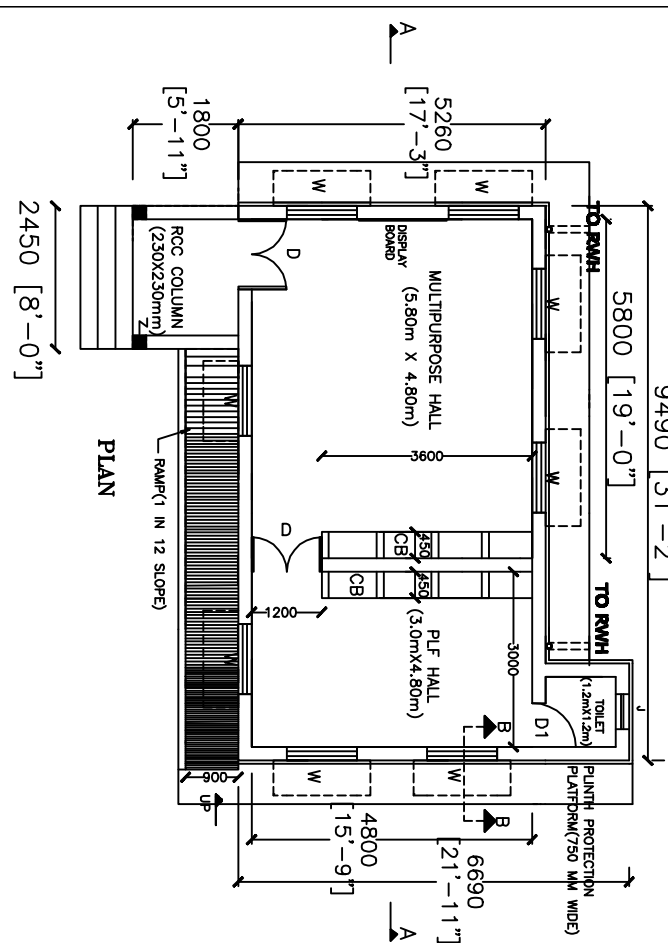 A
5260
[17'-3"]
1800
[5'-11"]
2450 [8'-0"]
W
W
TO RWH
5800 [19'-0"]
RCC COLUMN
(230X230mm)
D
DISPLAY
BOARD
MULTIPURPOSE HALL
(5.80m X 4.80m)
W
W
W
Z
3600
PLAN
RAMP(1 IN 12 SLOPE)
D
CB
450
CB
450
1200
PLF HALL
(3.0mX4.80m)
3000
TO RWH
TOILET
(1.2mX1.2m)
D1
B
B
W
W
W
900
UP
4800
[15'-9"]
6690
[21'-11"]
PLINTH PROTECTION
PLATFORM(750 MM WIDE)
A